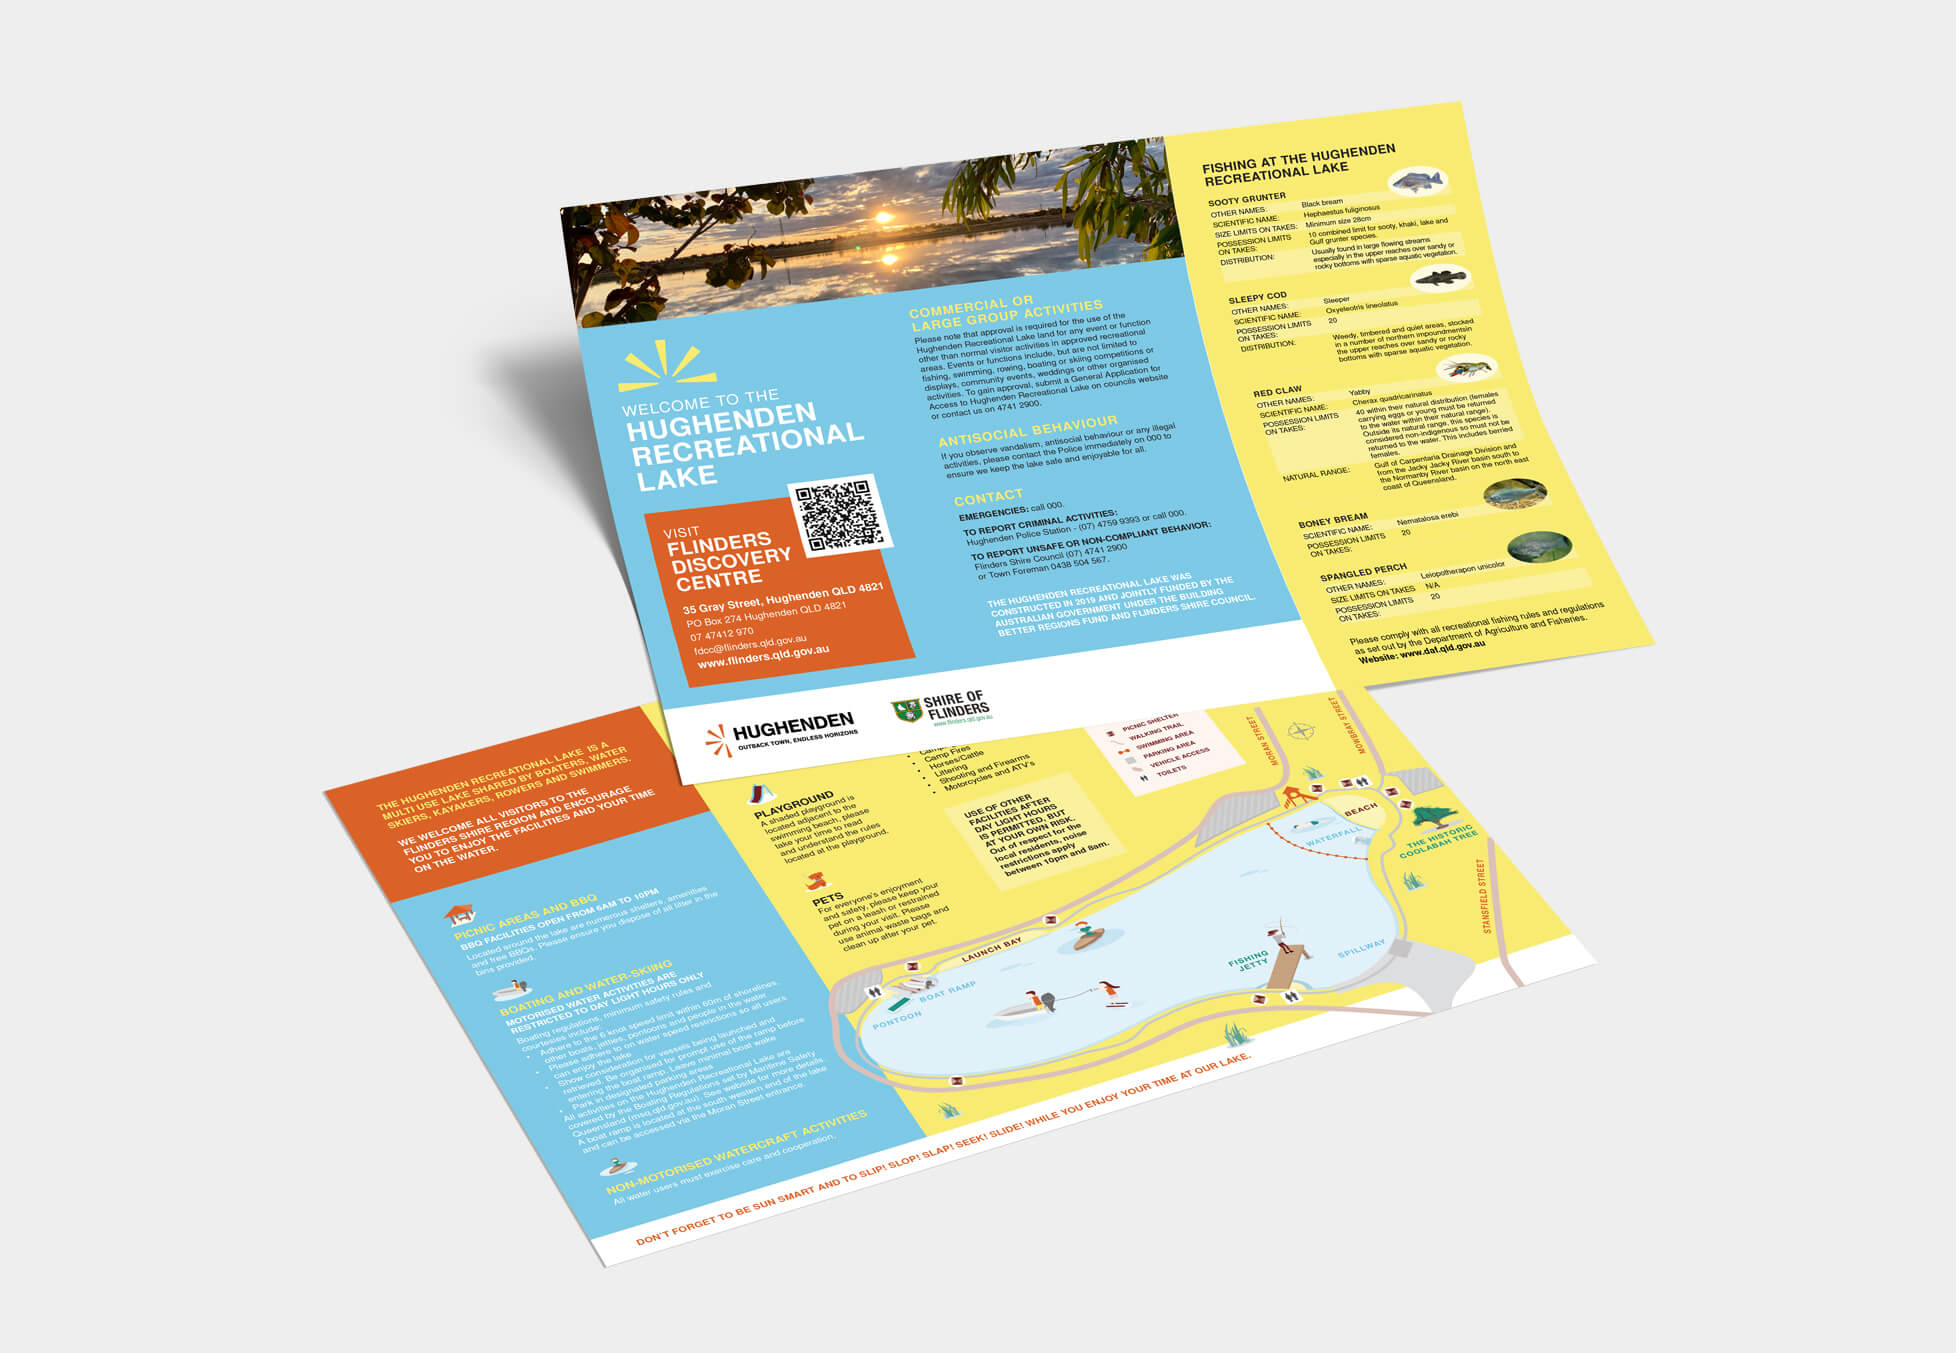 WELCOME TO THE
HUGHENDEN
RECREATIONAL
LAKE
VISIT
FLINDERS
DISCOVERY
CENTRE
35 Gray Street, Hughenden QLD 4821
PO Box 274 Hughenden QLD 4821
07 47412 970
fdcc@flinders.qld.gov.au
www.flinders.qld.gov.au
HUGHENDEN
OUTBACK TOWN, ENDLESS HORIZONS
SHIRE OF
FLINDERS
www.flinders.qld.gov.au
COMMERCIAL OR
LARGE GROUP ACTIVITIES
Please note that approval is required for the use of the
Hughenden Recreational Lake land for any event or function
other than normal visitor activities in approved recreational
areas. Events or functions include, but are not limited to
fishing, swimming, rowing, boating or skiing competitions or
displays, community events, weddings or other organised
activities. To gain approval, submit a General Application for
Access to Hughenden Recreational Lake on councils website
or contact us on 4741 2900.
ANTISOCIAL BEHAVIOUR
If you observe vandalism, antisocial behaviour or any illegal
activities, please contact the Police immediately on 000 to
ensure we keep the lake safe and enjoyable for all.
CONTACT
EMERGENCIES: call 000.
TO REPORT CRIMINAL ACTIVITIES:
Hughenden Police Station - (07) 4759 9393 or call 000.
TO REPORT UNSAFE OR NON-COMPLIANT BEHAVIOR:
Flinders Shire Council (07) 4741 2900
or Town Foreman 0438 504 567.
THE HUGHENDEN RECREATIONAL LAKE WAS
CONSTRUCTED IN 2019 AND JOINTLY FUNDED BY THE
AUSTRALIAN GOVERNMENT UNDER THE BUILDING
BETTER REGIONS FUND AND FLINDERS SHIRE COUNCIL.
FISHING AT THE HUGHENDEN
RECREATIONAL LAKE
SOOTY GRUNTER
OTHER NAMES: Black bream
SCIENTIFIC NAME: Hephaestus fuliginosus
SIZE LIMITS ON TAKES: Minimum size 28cm
POSSESSION LIMITS ON TAKES: 10 combined limit for sooty, khaki, lake and
Gulf grunter species.
DISTRIBUTION: Usually found in large flowing streams
especially in the upper reaches over sandy or
rocky bottoms with sparse aquatic vegetation.
SLEEPY COD
OTHER NAMES: Sleeper
SCIENTIFIC NAME: Oxyeleotris lineolatus
POSSESSION LIMITS ON TAKES: 20
DISTRIBUTION: Weedy, timbered and quiet areas, stocked
in a number of northern impoundmentsin
the upper reaches over sandy or rocky
bottoms with sparse aquatic vegetation.
RED CLAW
OTHER NAMES: Yabby
SCIENTIFIC NAME: Cherax quadricarinatus
POSSESSION LIMITS ON TAKES: 40 within their natural distribution (females
carrying eggs or young must be returned
to the water within their natural range).
Outside its natural range, this species is
considered non-indigenous so must not be
returned to the water. This includes berried
females.
NATURAL RANGE: Gulf of Carpentaria Drainage Division and
from the Jacky Jacky River basin south to
the Normanby River basin on the north east
coast of Queensland.
BONEY BREAM
SCIENTIFIC NAME: Nematalosa erebi
POSSESSION LIMITS ON TAKES: 20
SPANGLED PERCH
OTHER NAMES: Leiopotherapon unicolor
SIZE LIMITS ON TAKES N/A
POSSESSION LIMITS ON TAKES: 20
Please comply with all recreational fishing rules and regulations
as set out by the Department of Agriculture and Fisheries.
Website: www.daf.qld.gov.au
THE HUGHENDEN RECREATIONAL LAKE IS A
MULTI USE LAKE SHARED BY BOATERS, WATER
SKIERS, KAYAKERS, ROWERS AND SWIMMERS.
WE WELCOME ALL VISITORS TO THE
FLINDERS SHIRE REGION AND ENCOURAGE
YOU TO ENJOY THE FACILITIES AND YOUR TIME
ON THE WATER.
PICNIC AREAS AND BBQ
BBQ FACILITIES OPEN FROM 6AM TO 10PM
Located around the lake are numerous shelters, amenities
and free BBQs. Please ensure you dispose of all litter in the
bins provided.
BOATING AND WATER-SKIING
MOTORISED WATER ACTIVITIES ARE
RESTRICTED TO DAY LIGHT HOURS ONLY
Boating regulations, minimum safety rules and
courtesies include:
• Adhere to the 6 knot speed limit within 60m of shorelines,
other boats, jetties, pontoons and people in the water
• Please adhere to on water speed restrictions so all users
can enjoy the lake
• Show consideration for vessels being launched and
retrieved. Be organised for prompt use of the ramp before
entering the boat ramp. Leave minimal boat wake
• Park in designated parking areas
All activities on the Hughenden Recreational Lake are
covered by the Boating Regulations set by Maritime Safety
Queensland (msq.qld.gov.au). See website for more details
A boat ramp is located at the south western end of the lake
and can be accessed via the Moran Street entrance.
NON-MOTORISED WATERCRAFT ACTIVITIES
All water users must exercise care and cooperation.
PLAYGROUND
A shaded playground is
located adjacent to the
swimming beach, please
take your time to read
and understand the rules
located at the playground.
PETS
For everyone's enjoyment
and safety, please keep your
pet on a leash or restrained
during your visit. Please
use animal waste bags and
clean up after your pet.
• Camp Fires
• Horses/Cattle
• Littering
• Shooting and Firearms
• Motorcycles and ATV's
USE OF OTHER
FACILITIES AFTER
DAY LIGHT HOURS
IS PERMITTED, BUT
AT YOUR OWN RISK.
Out of respect for the
local residents, noise
restrictions apply
between 10pm and 8am.
PICNIC SHELTER
WALKING TRAIL
SWIMMING AREA
PARKING AREA
VEHICLE ACCESS
TOILETS
MORAN STREET
MOWBRAY STREET
STANSFIELD STREET
BEACH
WATERFALL
THE HISTORIC
COOLABAH TREE
LAUNCH BAY
BOAT RAMP
PONTOON
FISHING
JETTY
SPILLWAY
DON'T FORGET TO BE SUN SMART AND TO SLIP! SLOP! SLAP! SEEK! SLIDE! WHILE YOU ENJOY YOUR TIME AT OUR LAKE.